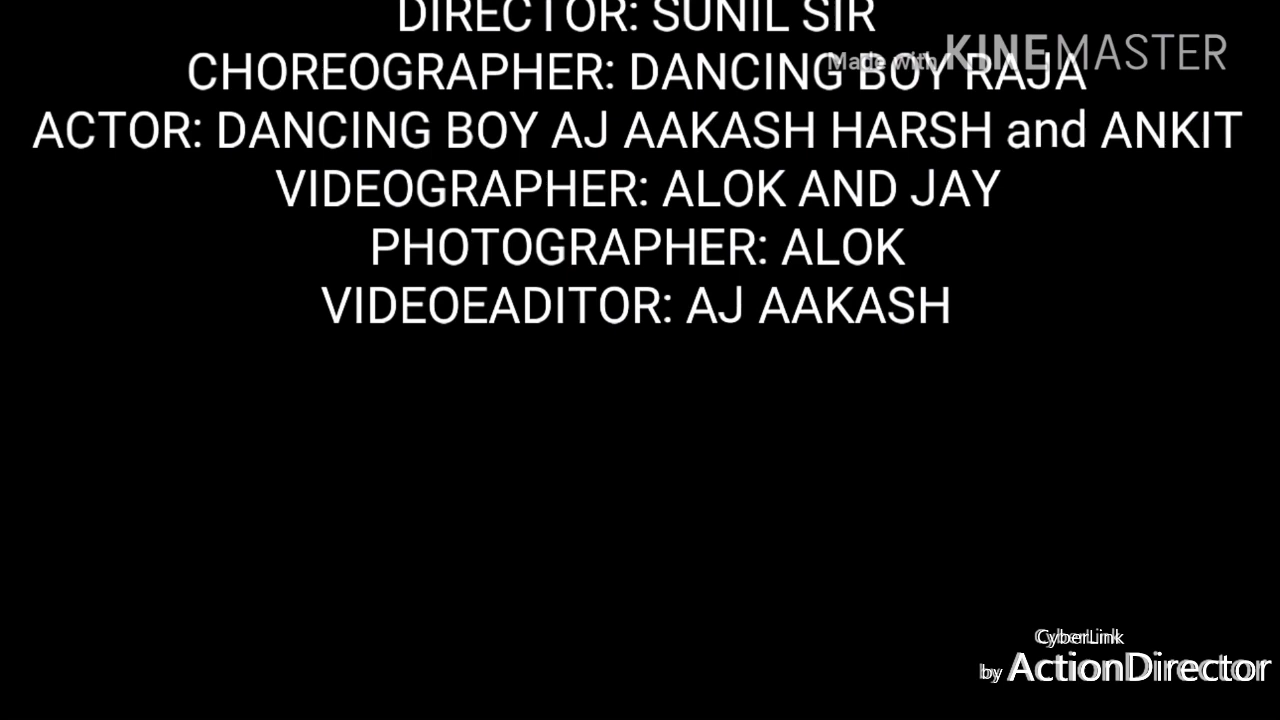 DIRECTOR: SUNIL SIR
Made with KINEMASTER
CHOREOGRAPHER: DANCING BOY RAJA
ACTOR: DANCING BOY AJ AAKASH HARSH and ANKIT
VIDEOGRAPHER: ALOK AND JAY
PHOTOGRAPHER: ALOK
VIDEOEADITOR: AJ AAKASH
CyberLink
by ActionDirector